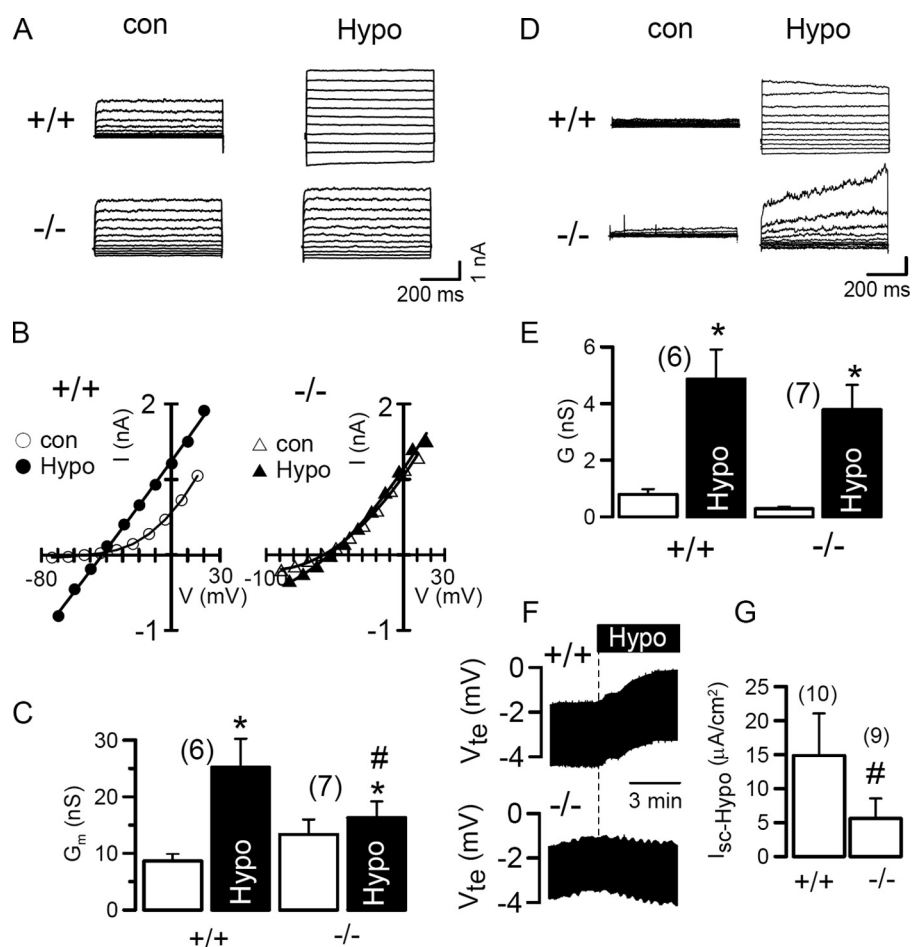 A
con
Hypo
+/+
-/-
1 nA
200 ms
D
con
Hypo
+/+
-/-
200 ms
B
+/+
-/-
con
Hypo
I (nA)
2
-80
30
V (mV)
-1
con
Hypo
I (nA)
2
-100
30
V (mV)
-1
E
G (nS)
6
4
2
0
(6)
*
Hypo
(7)
*
Hypo
+/+
-/-
C
Gm (nS)
30
20
10
0
(6)
*
Hypo
(7)
#
*
Hypo
+/+
-/-
F
Hypo
+/+
Vte (mV)
0
-2
-4
3 min
-/-
Vte (mV)
0
-2
-4
G
Isc-Hypo (µA/cm²)
25
20
15
10
5
0
(10)
(9)
#
+/+
-/-